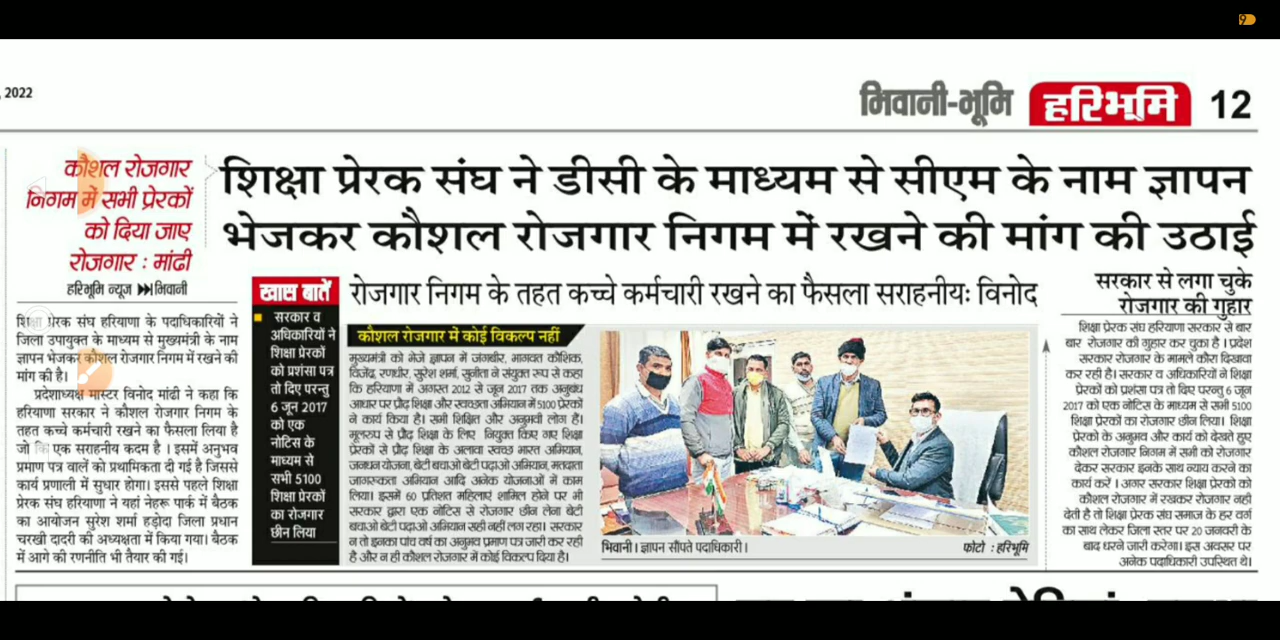 9
, 2022
भिवानी-भूमि हरिभूमि 12
कौशल रोजगार
निगम में सभी प्रेरकों
को दिया जाए
रोजगार : मांढी
हरिभूमि न्यूज ▶▶| भिवानी
शिक्षा प्रेरक संघ ने डीसी के माध्यम से सीएम के नाम ज्ञापन
भेजकर कौशल रोजगार निगम में रखने की मांग की उठाई
शिक्षा प्रेरक संघ हरियाणा के पदाधिकारियों ने
जिला उपायुक्त के माध्यम से मुख्यमंत्री के नाम
ज्ञापन भेजकर कौशल रोजगार निगम में रखने की
मांग की है।
प्रदेशाध्यक्ष मास्टर विनोद मांढी ने कहा कि
हरियाणा सरकार ने कौशल रोजगार निगम के
तहत कच्चे कर्मचारी रखने का फैसला लिया है
जो कि एक सराहनीय कदम है । इसमें अनुभव
प्रमाण पत्र वालों को प्राथमिकता दी गई है जिससे
कार्य प्रणाली में सुधार होगा। इससे पहले शिक्षा
प्रेरक संघ हरियाणा ने यहां नेहरू पार्क में बैठक
का आयोजन सुरेश शर्मा हड़ोदा जिला प्रधान
चरखी दादरी की अध्यक्षता में किया गया। बैठक
में आगे की रणनीति भी तैयार की गई।
खास बातें
सरकार व
अधिकारियों ने
शिक्षा प्रेरकों
को प्रशंसा पत्र
तो दिए परन्तु
6 जून 2017
को एक
नोटिस के
माध्यम से
सभी 5100
शिक्षा प्रेरकों
का रोजगार
छीन लिया
रोजगार निगम के तहत कच्चे कर्मचारी रखने का फैसला सराहनीयः विनोद
कौशल रोजगार में कोई विकल्प नहीं
मुख्यमंत्री को भेजे ज्ञापन में जंगबीर, भागवत कौशिक,
विजेंद्र, रणधीर, सुरेश शर्मा, सुनीता ने संयुक्त रुप से कहा
कि हरियाणा में अगस्त 2012 से जून 2017 तक अनुबंध
आधार पर प्रौढ़ शिक्षा और स्वच्छता अभियान में 5100 प्रेरकों
ने कार्य किया है। सभी शिक्षित और अनुभवी लोक है।
मूलरुप से प्रौढ़ शिक्षा के लिए नियुक्त किए गए शिक्षा
प्रेरकों से प्रौढ़ शिक्षा के अलावा स्वच्छ भारत अभियान,
जनधन योजना, बेटी बचाओ बेटी पढ़ाओ अभियान, मतदाता
जागरूकता अभियान आदि अनेक योजनाओं में काम
लिया। इसमें 60 प्रतिशत महिलाएं शामिल होने पर भी
सरकार द्वारा एक नोटिस से रोजगार छीन लेना बेटी
बचाओ बेटी पढ़ाओ अभियान सही नहीं लग रहा। सरकार
न तो इनका पांच वर्ष का अनुभव प्रमाण पत्र जारी कर रही
है और न ही कौशल रोजगार में कोई विकल्प दिया है।
भिवानी। ज्ञापन सौंपते पदाधिकारी। फोटो : हरिभूमि
सरकार से लगा चुके
रोजगार की गुहार
शिक्षा प्रेरक संघ हरियाणा सरकार से बार
बार रोजगार की गुहार कर चुका है । प्रदेश
सरकार रोजगार के मामले कोरा दिखावा
कर रही है। सरकार व अधिकारियों ने शिक्षा
प्रेरकों को प्रशंसा पत्र तो दिए परन्तु 6 जून
2017 को एक नोटिस के माध्यम से सभी 5100
शिक्षा प्रेरकों का रोजगार छीन लिया। शिक्षा
प्रेरकों के अनुभव और कार्य को देखते हुए
कौशल रोजगार निगम में सभी को रोजगार
देकर सरकार इनके साथ न्याय करने का
कार्य करें । अगर सरकार शिक्षा प्रेरकों को
कौशल रोजगार में रखकर रोजगार नहीं
देती है तो शिक्षा प्रेरक संघ समाज के हर वर्ग
का साथ लेकर जिला स्तर पर 20 जनवरी के
बाद धरने जारी करेगा। इस अवसर पर
अनेक पदाधिकारी उपस्थित थे।